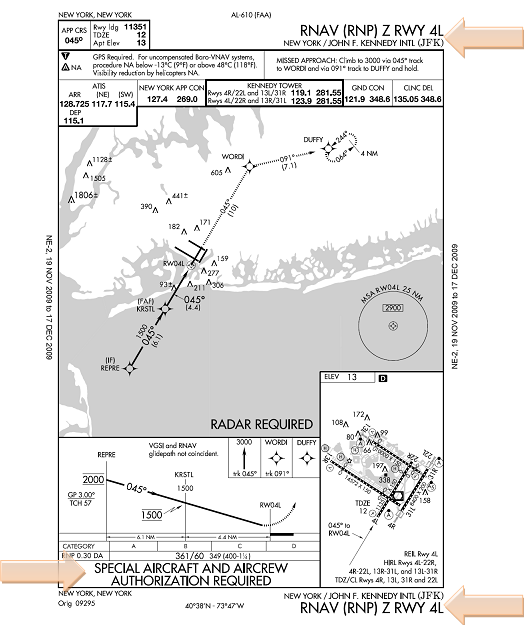 NEW YORK, NEW YORK
AL-610 (FAA)
RNAV (RNP) Z RWY 4L
NEW YORK / JOHN F. KENNEDY INTL (JFK)
APP CRS
045°
Rwy ldg 11351
TDZE 12
Apt Elev 13
GPS Required. For uncompensated Baro-VNAV systems,
procedure NA below -13°C (9°F) or above 48°C (118°F).
Visibility reduction by helicopters NA.
NA
MISSED APPROACH: Climb to 3000 via 045° track
to WORDI and via 091° track to DUFFY and hold.
ATIS
ARR (NE) (SW)
128.725 117.7 115.4
DEP
115.1
NEW YORK APP CON
127.4 269.0
KENNEDY TOWER
Rwys 4R/22L and 13L/31R 119.1 281.55
Rwys 4L/22R and 13R/31L 123.9 281.55
GND CON
121.9 348.6
CLNC DEL
135.05 348.6
DUFFY
244°
064°
4 NM
WORDI
091°
(7.1)
605
1128±
1505
1806±
441±
390
171
182
045°
(10)
RW04L
159
277
306
211
93±
(FAF)
KRSTL
045°
(4.4)
1500
045°
(6.1)
(IF)
REPRE
MSA RW04L 25 NM
2900
NE-2, 19 NOV 2009 to 17 DEC 2009
NE-2, 19 NOV 2009 to 17 DEC 2009
RADAR REQUIRED
ELEV 13
D
172
108
99
80
66
197
338
158
TDZE
12
045° to
RW04L
4L
4R
22R
22L
31L
REIL Rwy 4L
HIRL Rwys 4L-22R,
4R-22L, 13R-31L, and 13L-31R
TDZ/CL Rwys 4R, 13L, 31R and 22L
VGSI and RNAV
glidepath not coincident.
3000
trk 045°
WORDI
trk 091°
DUFFY
REPRE
2000
045°
KRSTL
1500
1500
GP 3.00°
TCH 57
RW04L
6.1 NM
4.4 NM
CATEGORY A B C D
RNP 0.30 DA 361/60 349 (400-1¼)
SPECIAL AIRCRAFT AND AIRCREW
AUTHORIZATION REQUIRED
NEW YORK, NEW YORK
Orig 09295
40°38'N - 73°47'W
NEW YORK / JOHN F. KENNEDY INTL (JFK)
RNAV (RNP) Z RWY 4L